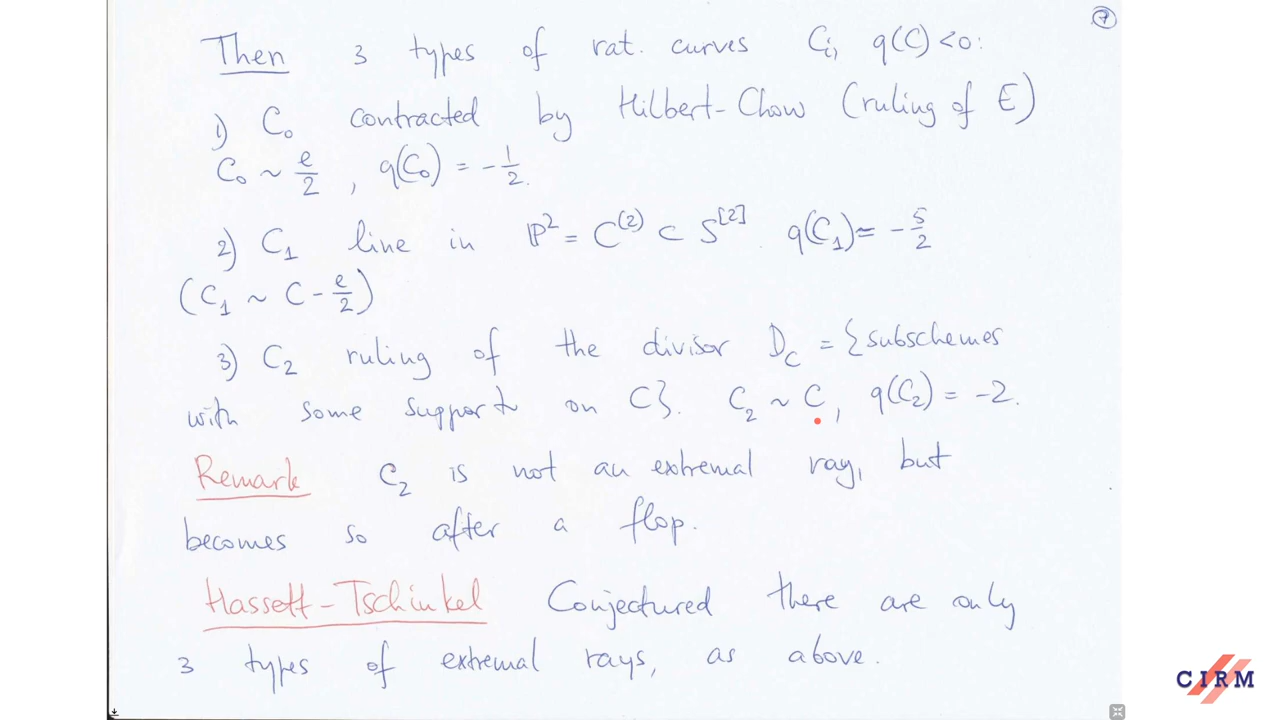 7
Then 3 types of rat. curves Ci, q(C) < 0:
1) C₀ contracted by Hilbert-Chow (ruling of E)
C₀ ~ e/2, q(C₀) = -1/2.
2) C₁ line in ℙ² = C⁽²⁾ ⊂ S[2] q(C₁) = -5/2
(C₁ ~ C - e/2)
3) C₂ ruling of the divisor D_C = {subschemes
with some support on C}. C₂ ~ C, q(C₂) = -2.
Remark C₂ is not an extremal ray, but
becomes so after a flop.
Hassett-Tschinkel Conjectured there are only
3 types of extremal rays, as above.
CIRM